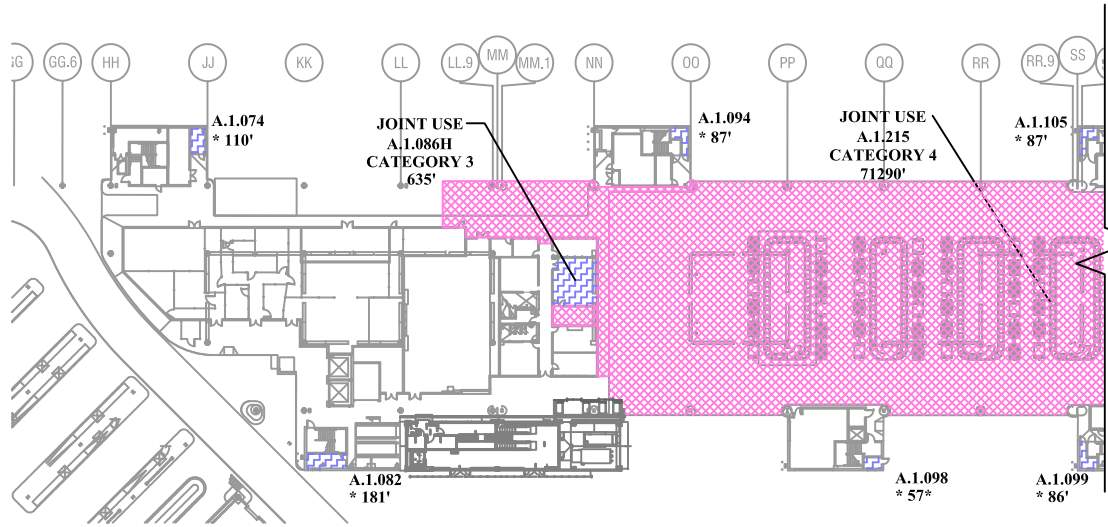 GG
GG.6
HH
JJ
KK
LL
LL.9
MM
MM.1
NN
OO
PP
QQ
RR
RR.9
SS
A.1.074
* 110'
JOINT USE
A.1.086H
CATEGORY 3
635'
A.1.094
* 87'
JOINT USE
A.1.215
CATEGORY 4
71290'
A.1.105
* 87'
A.1.082
* 181'
A.1.098
* 57*
A.1.099
* 86'